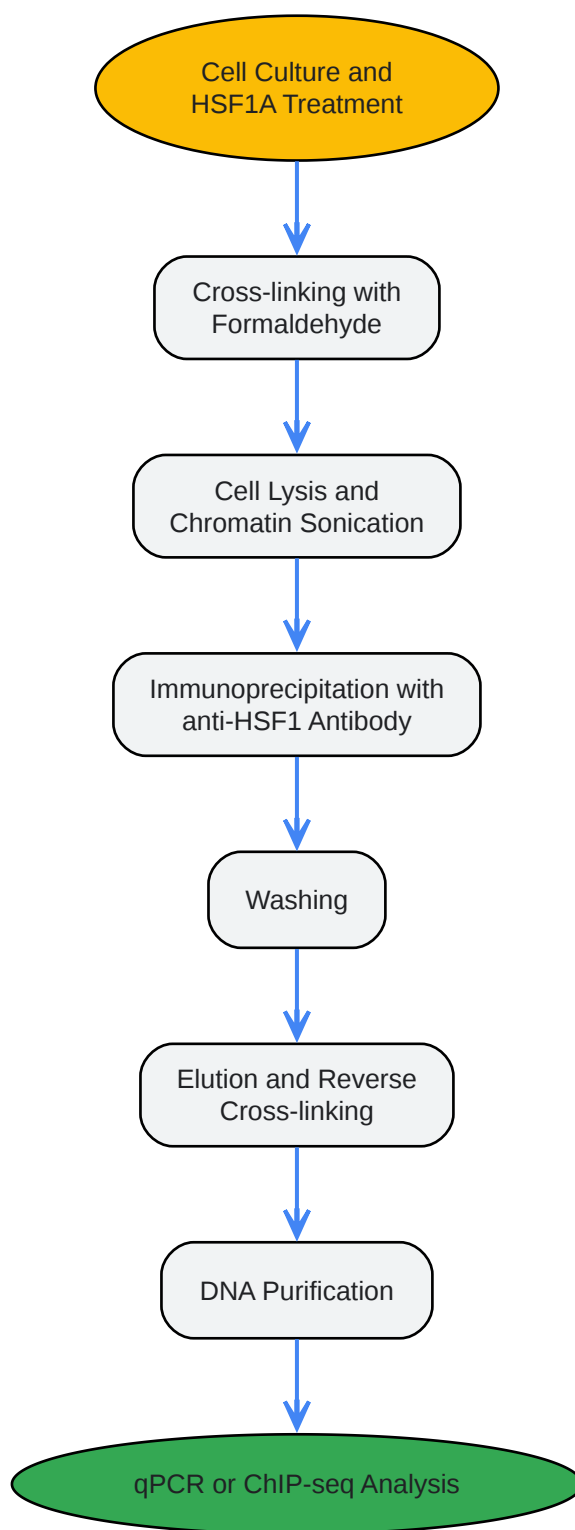 Cell Culture and
HSF1A Treatment
Cross-linking with
Formaldehyde
Cell Lysis and
Chromatin Sonication
Immunoprecipitation with
anti-HSF1 Antibody
Washing
Elution and Reverse
Cross-linking
DNA Purification
qPCR or ChIP-seq Analysis